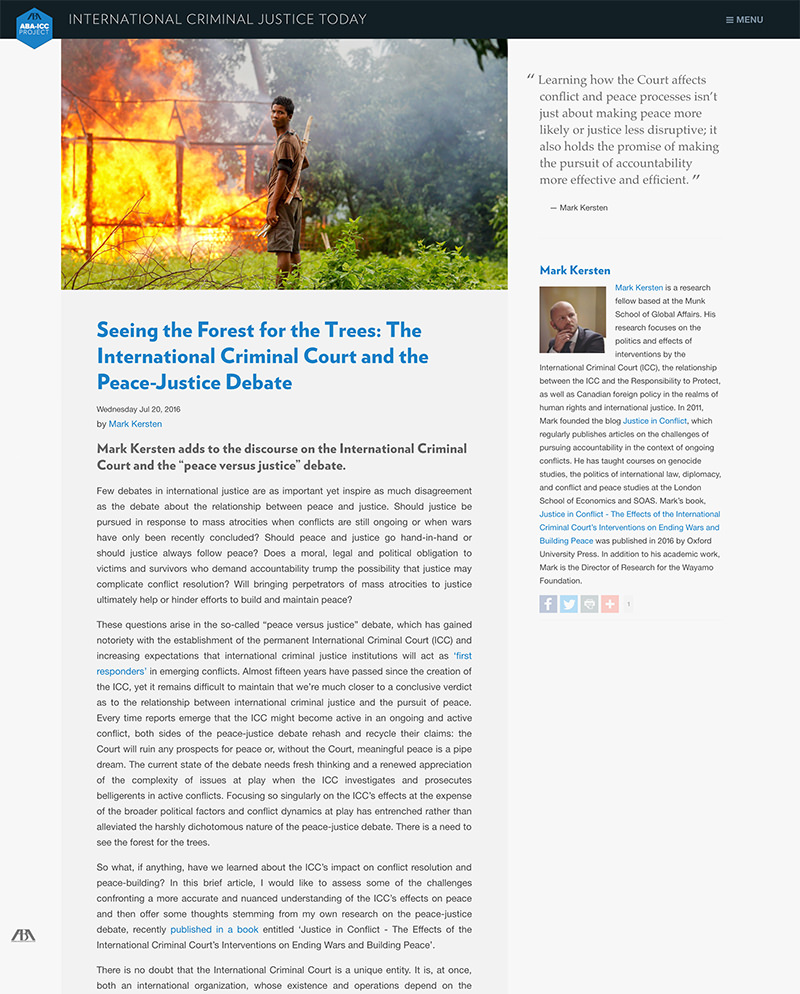 ABA-ICC
PROJECT
INTERNATIONAL CRIMINAL JUSTICE TODAY
MENU
Seeing the Forest for the Trees: The
International Criminal Court and the
Peace-Justice Debate
Wednesday Jul 20, 2016
by Mark Kersten
Mark Kersten adds to the discourse on the International Criminal
Court and the “peace versus justice” debate.
Few debates in international justice are as important yet inspire as much disagreement
as the debate about the relationship between peace and justice. Should justice be
pursued in response to mass atrocities when conflicts are still ongoing or when wars
have only been recently concluded? Should peace and justice go hand-in-hand or
should justice always follow peace? Does a moral, legal and political obligation to
victims and survivors who demand accountability trump the possibility that justice may
complicate conflict resolution? Will bringing perpetrators of mass atrocities to justice
ultimately help or hinder efforts to build and maintain peace?
These questions arise in the so-called “peace versus justice” debate, which has gained
notoriety with the establishment of the permanent International Criminal Court (ICC) and
increasing expectations that international criminal justice institutions will act as ‘first
responders’ in emerging conflicts. Almost fifteen years have passed since the creation of
the ICC, yet it remains difficult to maintain that we’re much closer to a conclusive verdict
as to the relationship between international criminal justice and the pursuit of peace.
Every time reports emerge that the ICC might become active in an ongoing and active
conflict, both sides of the peace-justice debate rehash and recycle their claims: the
Court will ruin any prospects for peace or, without the Court, meaningful peace is a pipe
dream. The current state of the debate needs fresh thinking and a renewed appreciation
of the complexity of issues at play when the ICC investigates and prosecutes
belligerents in active conflicts. Focusing so singularly on the ICC’s effects at the expense
of the broader political factors and conflict dynamics at play has entrenched rather than
alleviated the harshly dichotomous nature of the peace-justice debate. There is a need to
see the forest for the trees.
So what, if anything, have we learned about the ICC’s impact on conflict resolution and
peace-building? In this brief article, I would like to assess some of the challenges
confronting a more accurate and nuanced understanding of the ICC’s effects on peace
and then offer some thoughts stemming from my own research on the peace-justice
debate, recently published in a book entitled ‘Justice in Conflict - The Effects of the
International Criminal Court’s Interventions on Ending Wars and Building Peace’.
There is no doubt that the International Criminal Court is a unique entity. It is, at once,
both an international organization, whose existence and operations depend on the
“ Learning how the Court affects
conflict and peace processes isn’t
just about making peace more
likely or justice less disruptive; it
also holds the promise of making
the pursuit of accountability
more effective and efficient. ”
— Mark Kersten
Mark Kersten
Mark Kersten is a research
fellow based at the Munk
School of Global Affairs. His
research focuses on the
politics and effects of
interventions by the
International Criminal Court (ICC), the relationship
between the ICC and the Responsibility to Protect,
as well as Canadian foreign policy in the realms of
human rights and international justice. In 2011,
Mark founded the blog Justice in Conflict, which
regularly publishes articles on the challenges of
pursuing accountability in the context of ongoing
conflicts. He has taught courses on genocide
studies, the politics of international law, diplomacy,
and conflict and peace studies at the London
School of Economics and SOAS. Mark’s book,
Justice in Conflict - The Effects of the International
Criminal Court’s Interventions on Ending Wars and
Building Peace was published in 2016 by Oxford
University Press. In addition to his academic work,
Mark is the Director of Research for the Wayamo
Foundation.
1
ABA